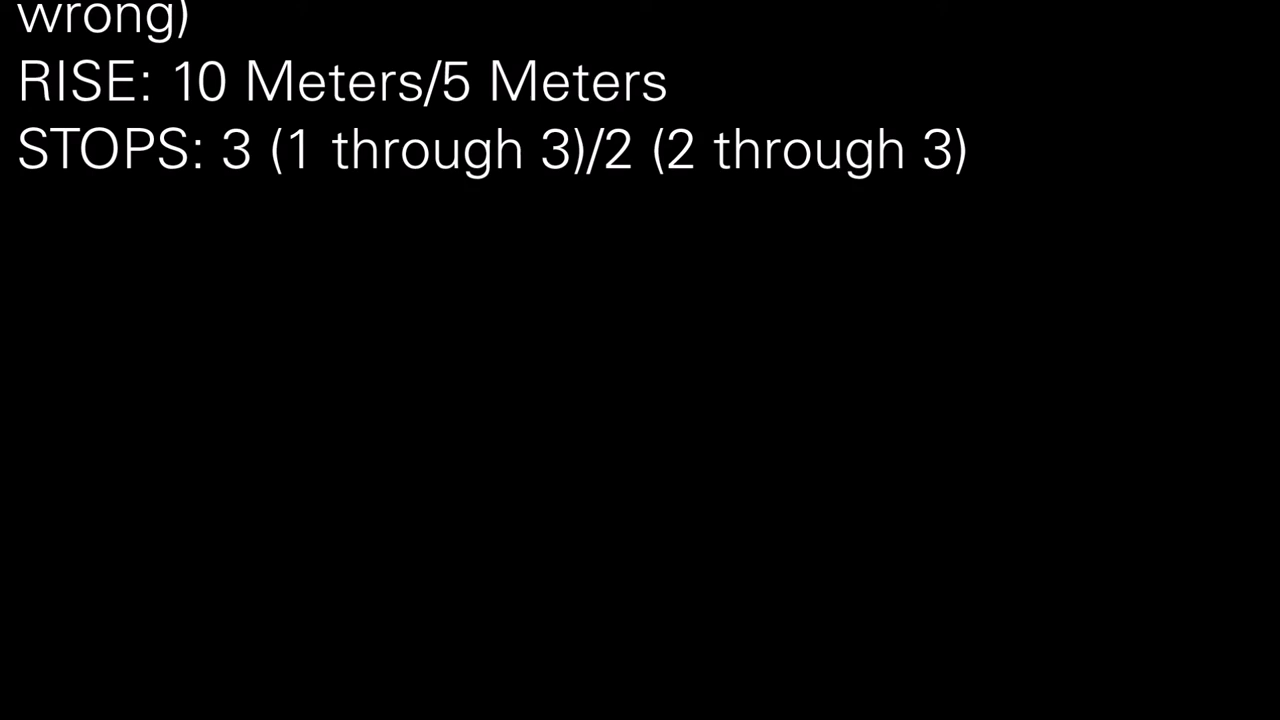 wrong)
RISE: 10 Meters/5 Meters
STOPS: 3 (1 through 3)/2 (2 through 3)